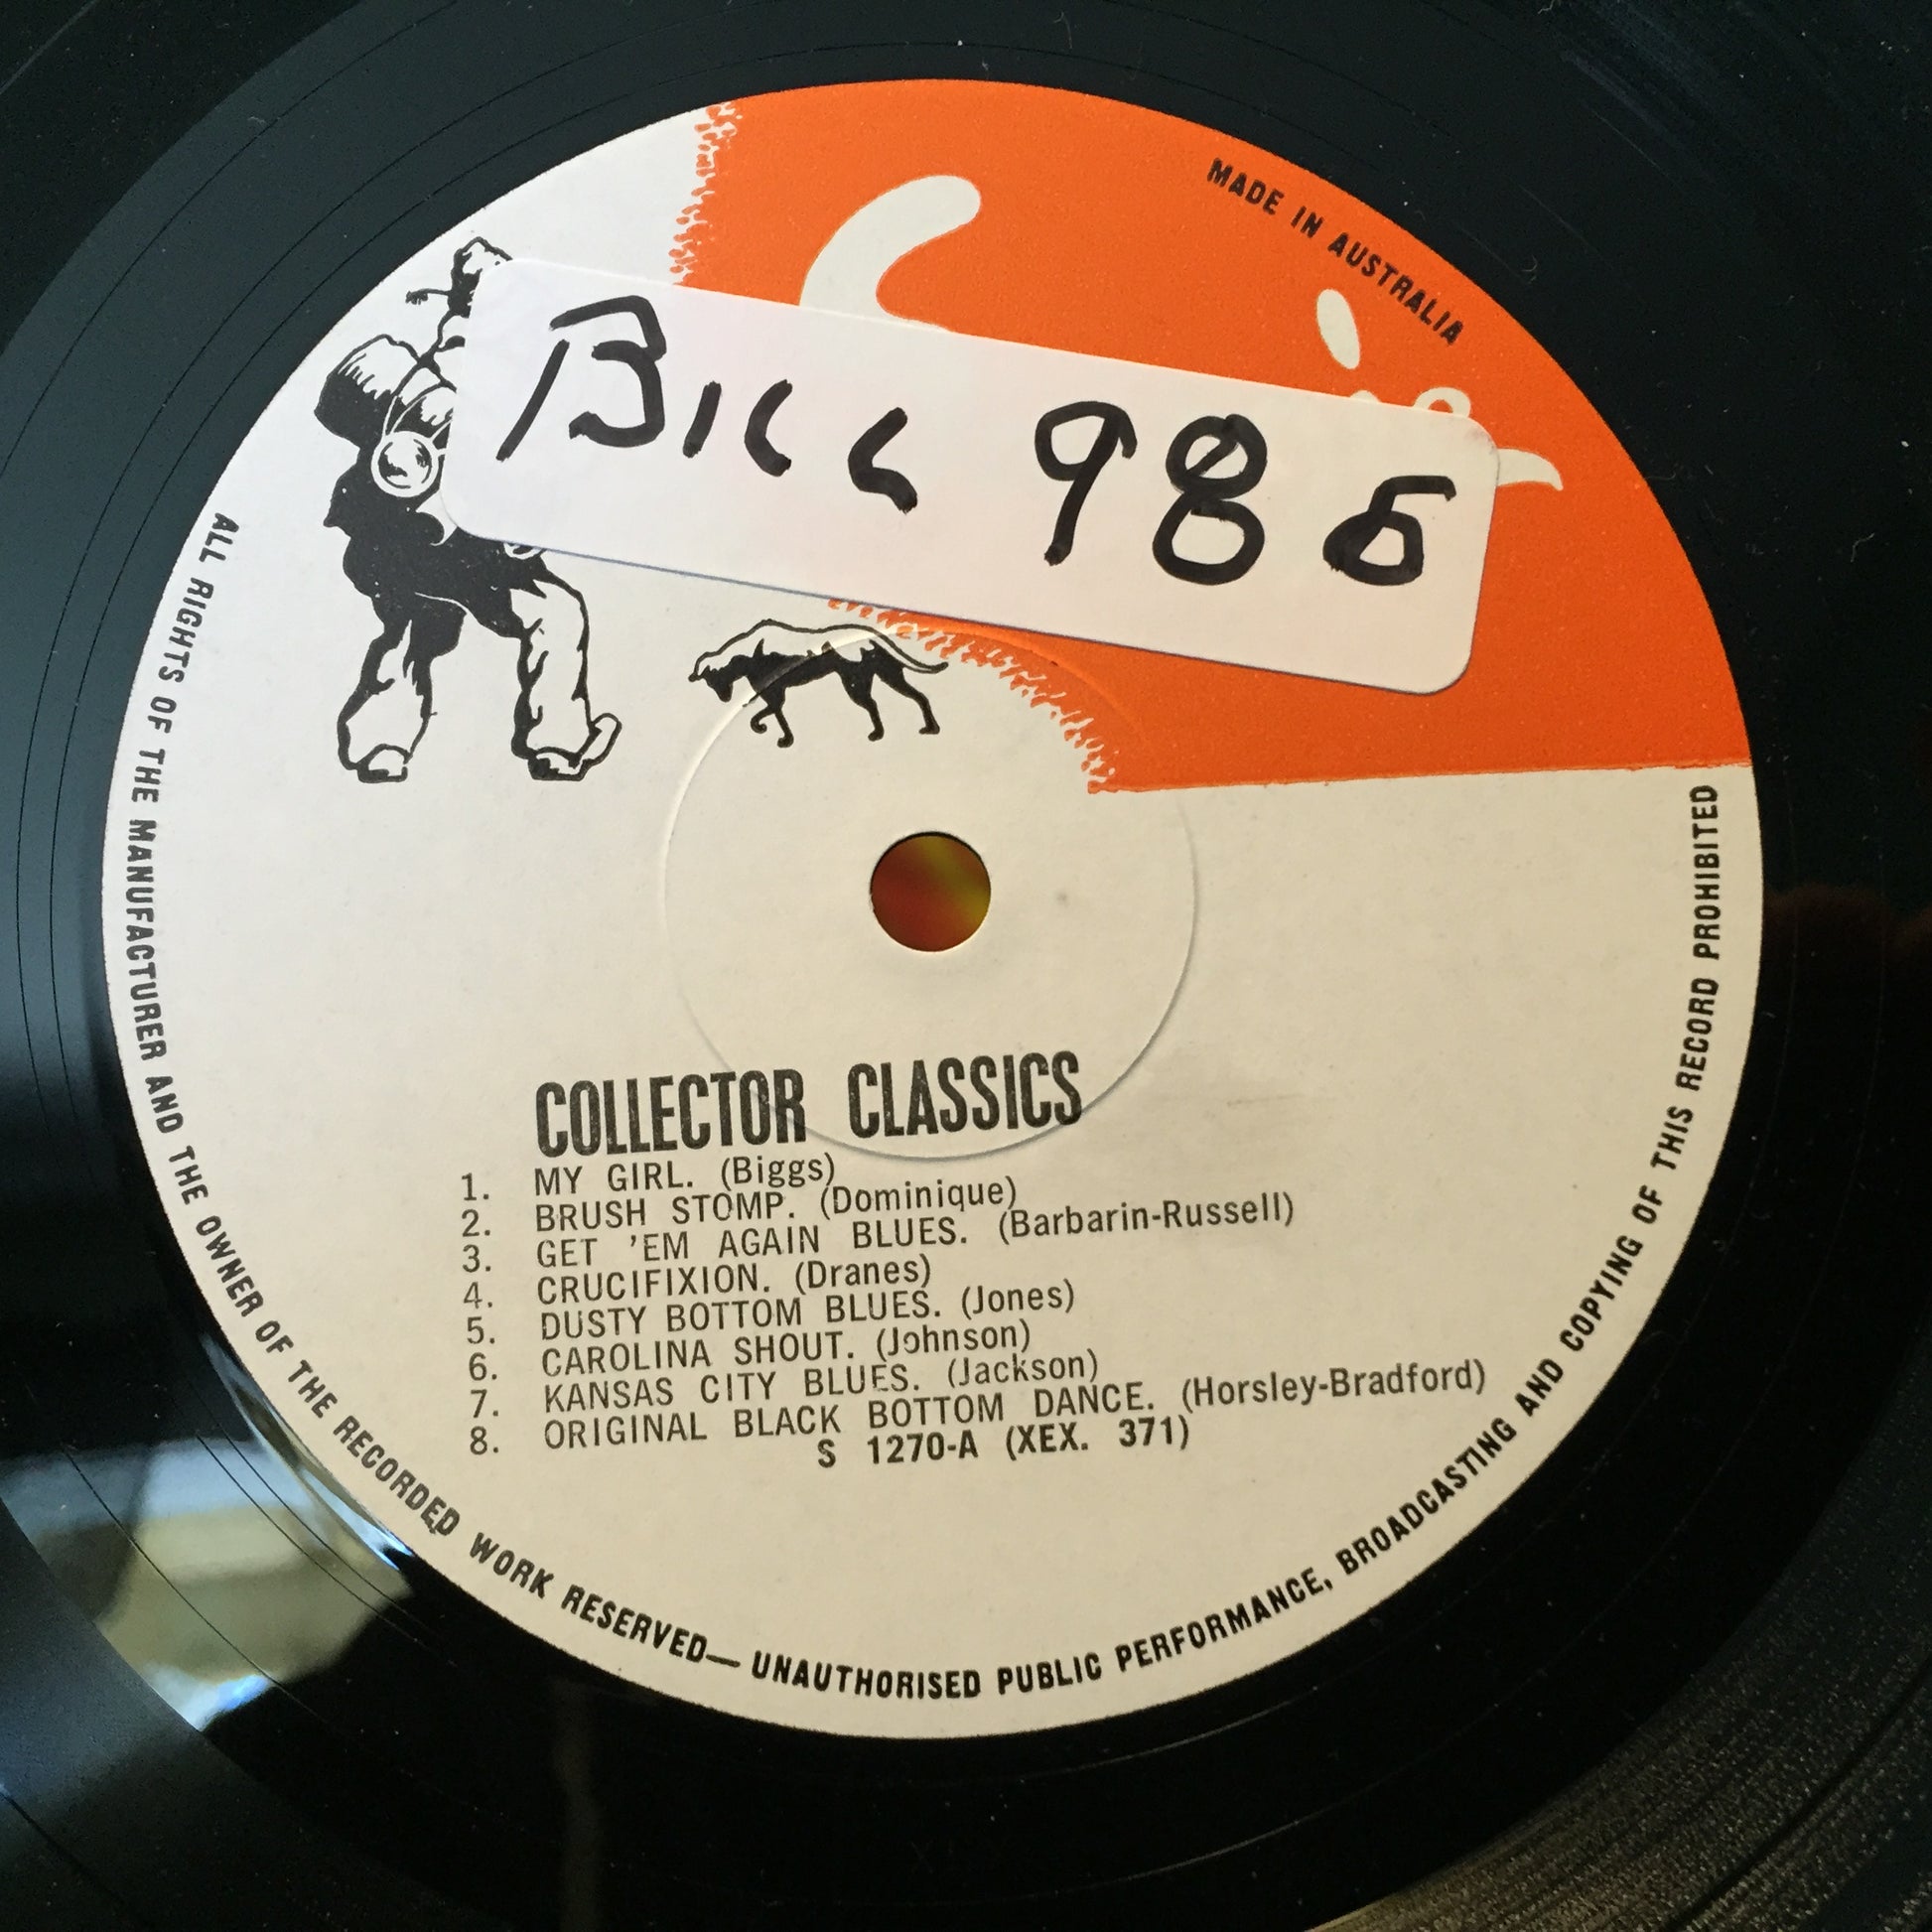 MADE IN AUSTRALIA
BILL 985
COLLECTOR CLASSICS
1. MY GIRL. (Biggs)
2. BRUSH STOMP. (Dominique)
3. GET 'EM AGAIN BLUES. (Barbarin-Russell)
4. CRUCIFIXION. (Dranes)
5. DUSTY BOTTOM BLUES. (Jones)
6. CAROLINA SHOUT. (Johnson)
7. KANSAS CITY BLUES. (Jackson)
8. ORIGINAL BLACK BOTTOM DANCE. (Horsley-Bradford)
S 1270-A (XEX. 371)
ALL RIGHTS OF THE MANUFACTURER AND THE OWNER OF THE RECORDED WORK RESERVED— UNAUTHORISED PUBLIC PERFORMANCE, BROADCASTING AND COPYING OF THIS RECORD PROHIBITED